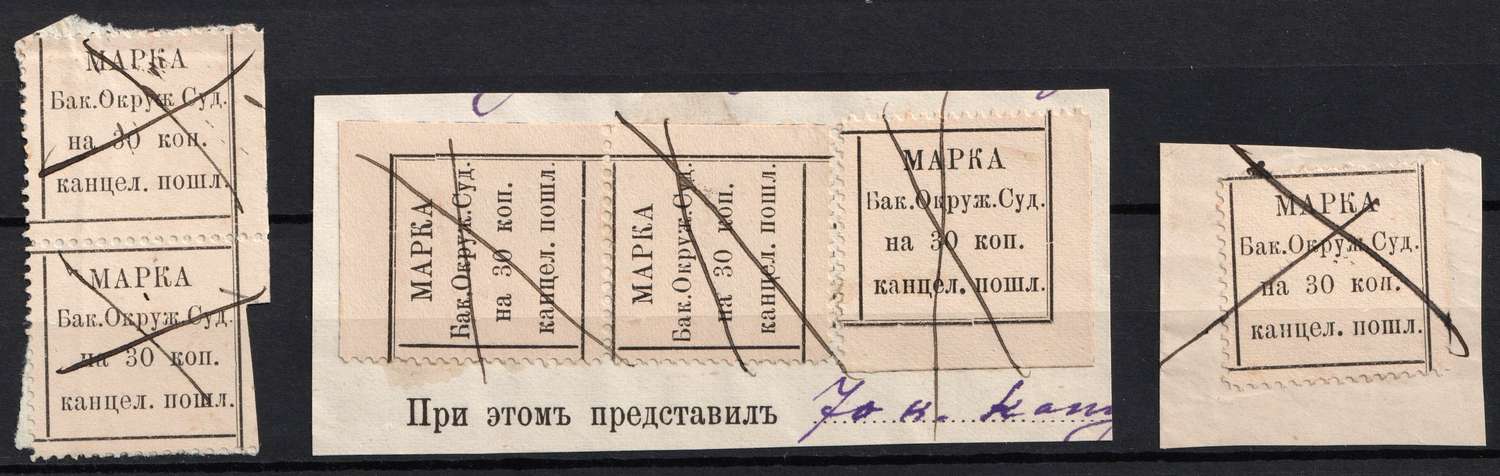 МАРКА
Бак.Окруж.Суд.
на 30 коп.
канцел. пошл.
МАРКА
Бак.Окруж.Суд.
на 30 коп.
канцел. пошл.
МАРКА
Бак.Окруж.Суд.
на 30 коп.
канцел. пошл.
МАРКА
Бак.Окруж.Суд.
на 30 коп.
канцел. пошл.
МАРКА
Бак.Окруж.Суд.
на 30 коп.
канцел. пошл.
При этомъ представилъ 70 к. канц
МАРКА
Бак.Окруж.Суд.
на 30 коп.
канцел. пошл.